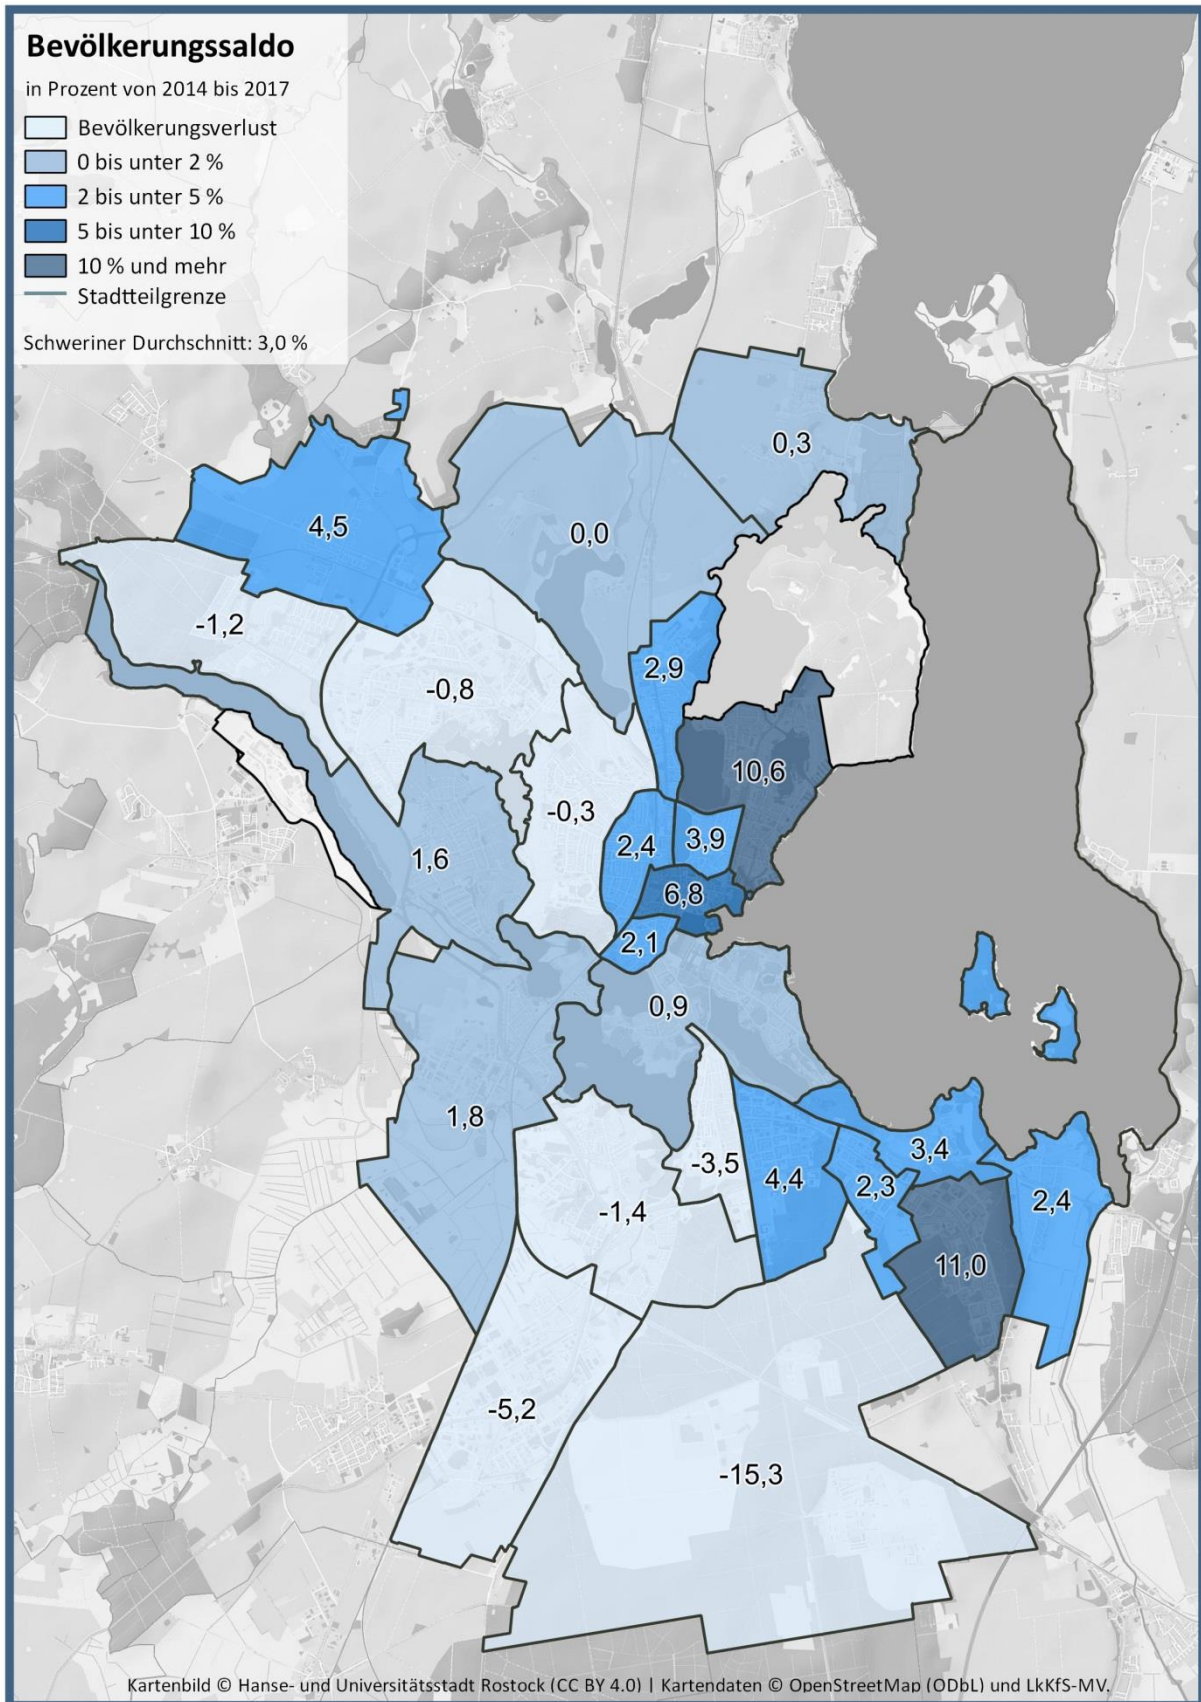 Bevölkerungssaldo
in Prozent von 2014 bis 2017
Bevölkerungsverlust
0 bis unter 2 %
2 bis unter 5 %
5 bis unter 10 %
10 % und mehr
Stadtteilgrenze
Schweriner Durchschnitt: 3,0 %
0,3
4,5
0,0
-1,2
2,9
-0,8
10,6
-0,3
2,4
3,9
1,6
6,8
2,1
0,9
1,8
3,4
-3,5
4,4
2,3
2,4
-1,4
11,0
-5,2
-15,3
Kartenbild © Hanse- und Universitätsstadt Rostock (CC BY 4.0) | Kartendaten © OpenStreetMap (ODbL) und LkKfS-MV.